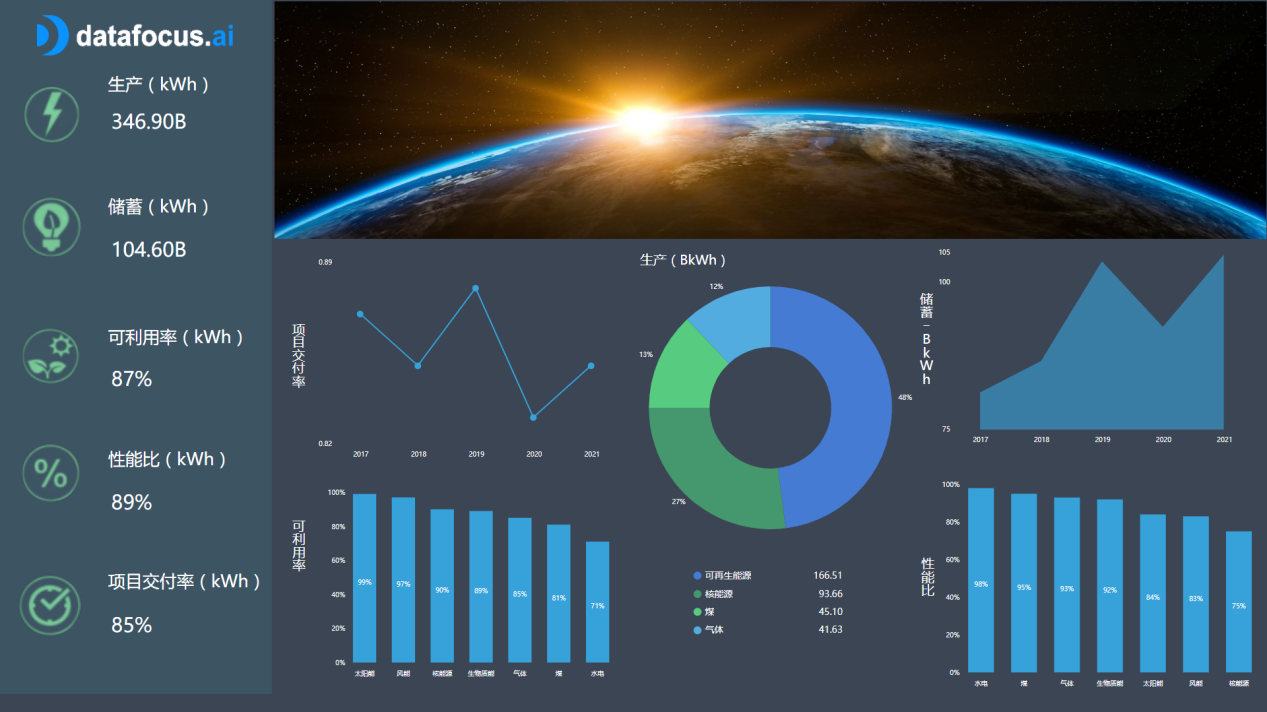 datafocus.ai
生产（kWh）
346.90B
储蓄（kWh）
104.60B
可利用率（kWh）
87%
性能比（kWh）
89%
项目交付率（kWh）
85%
项目交付率
0.89
0.82
2017 2018 2019 2020 2021
生产（BkWh）
12%
13%
48%
27%
可再生能源 166.51
核能源 93.66
煤 45.10
气体 41.63
储蓄-BkWh
105
100
75
2017 2018 2019 2020 2021
可利用率
100%
80%
60%
40%
20%
0%
99% 97% 90% 89% 85% 81% 71%
太阳能 风能 核能源 生物质能 气体 煤 水电
性能比
100%
80%
60%
40%
20%
0%
98% 95% 93% 92% 84% 83% 75%
水电 煤 气体 生物质能 太阳能 风能 核能源